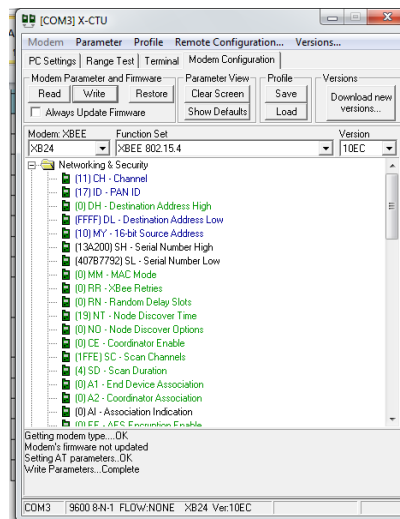 [COM3] X-CTU
Modem Parameter Profile Remote Configuration... Versions...
PC Settings Range Test Terminal Modem Configuration
Modem Parameter and Firmware Parameter View Profile Versions
Read Write Restore Clear Screen Save Download new versions...
Always Update Firmware Show Defaults Load
Modem: XBEE Function Set Version
XB24 XBEE 802.15.4 10EC
Networking & Security
(11) CH - Channel
(17) ID - PAN ID
(0) DH - Destination Address High
(FFFF) DL - Destination Address Low
(10) MY - 16-bit Source Address
(13A200) SH - Serial Number High
(407B7792) SL - Serial Number Low
(0) MM - MAC Mode
(0) RR - XBee Retries
(0) RN - Random Delay Slots
(19) NT - Node Discover Time
(0) NO - Node Discover Options
(0) CE - Coordinator Enable
(1FFE) SC - Scan Channels
(4) SD - Scan Duration
(0) A1 - End Device Association
(0) A2 - Coordinator Association
(0) AI - Association Indication
(0) EE - AES Encryption Enable
Getting modem type....OK
Modem's firmware not updated
Setting AT parameters..OK
Write Parameters...Complete
COM3 9600 8-N-1 FLOW:NONE XB24 Ver:10EC